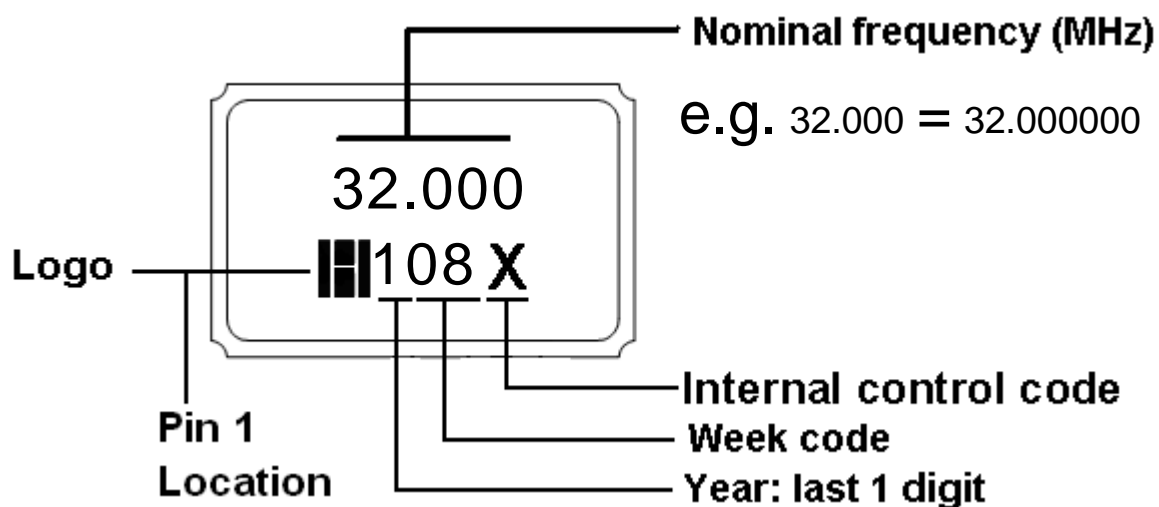 Nominal frequency (MHz)
e.g. 32.000 = 32.000000
32.000
Logo
108 X
Internal control code
Pin 1
Week code
Location
Year: last 1 digit